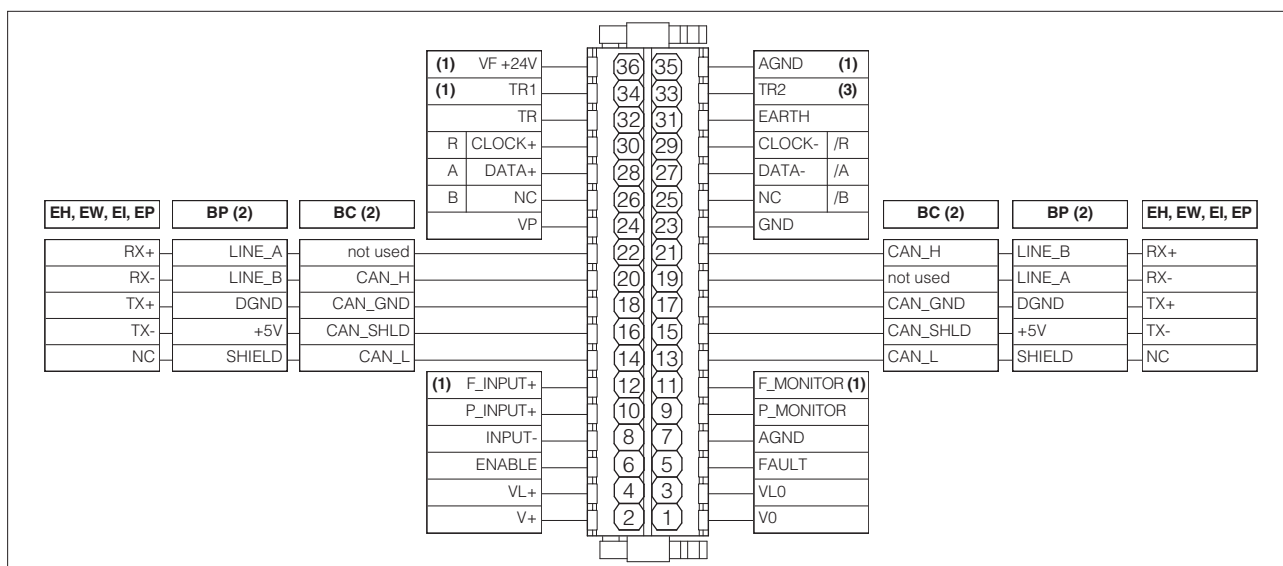 (1) VF +24V 36 35 AGND (1)
(1) TR1 34 33 TR2 (3)
TR 32 31 EARTH
R CLOCK+ 30 29 CLOCK- /R
A DATA+ 28 27 DATA- /A
B NC 26 25 NC /B
EH, EW, EI, EP BP (2) BC (2) VP 24 23 GND BC (2) BP (2) EH, EW, EI, EP
RX+ LINE_A not used 22 21 CAN_H LINE_B RX+
RX- LINE_B CAN_H 20 19 not used LINE_A RX-
TX+ DGND CAN_GND 18 17 CAN_GND DGND TX+
TX- +5V CAN_SHLD 16 15 CAN_SHLD +5V TX-
NC SHIELD CAN_L 14 13 CAN_L SHIELD NC
(1) F_INPUT+ 12 11 F_MONITOR (1)
P_INPUT+ 10 9 P_MONITOR
INPUT- 8 7 AGND
ENABLE 6 5 FAULT
VL+ 4 3 VL0
V+ 2 1 V0